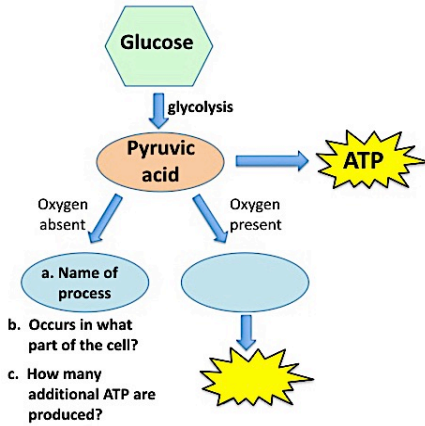 Glucose
glycolysis
Pyruvic
acid
ATP
Oxygen
absent
Oxygen
present
a. Name of
process
b. Occurs in what
part of the cell?
c. How many
additional ATP are
produced?